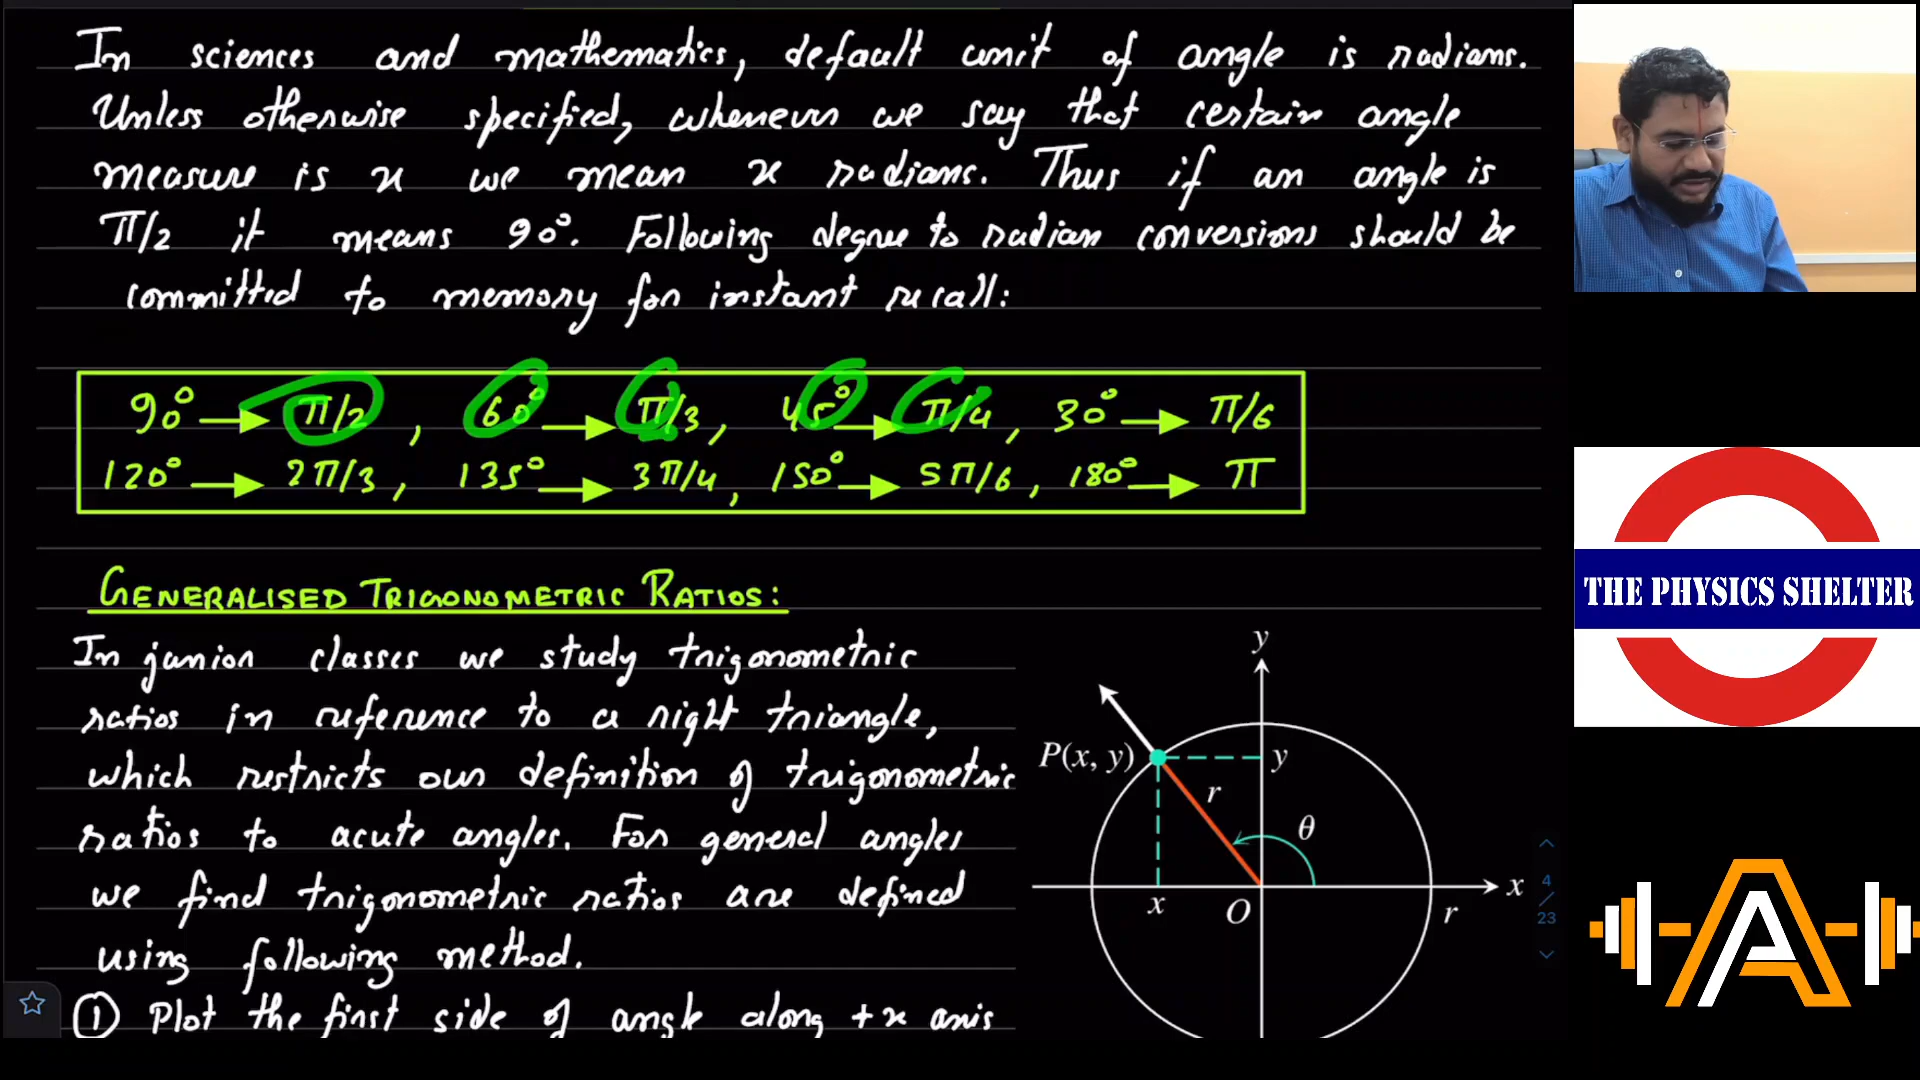 In sciences and mathematics, default unit of angle is radians.
Unless otherwise specified, whenever we say that certain angle
measure is x we mean x radians. Thus if an angle is
π/2 it means 90°. Following degree to radian conversions should be
committed to memory for instant recall:
90° → π/2 , 60° → π/3, 45° → π/4, 30° → π/6
120° → 2π/3, 135° → 3π/4, 150° → 5π/6, 180° → π
GENERALISED TRIGONOMETRIC RATIOS:
In junior classes we study trigonometric
ratios in reference to a right triangle,
which restricts our definition of trigonometric
ratios to acute angles. For general angles
we find trigonometric ratios are defined
using following method.
① Plot the first side of angle along +x axis
y
P(x, y)
y
r
θ
x
x
O
r
4
/
23
THE PHYSICS SHELTER
A